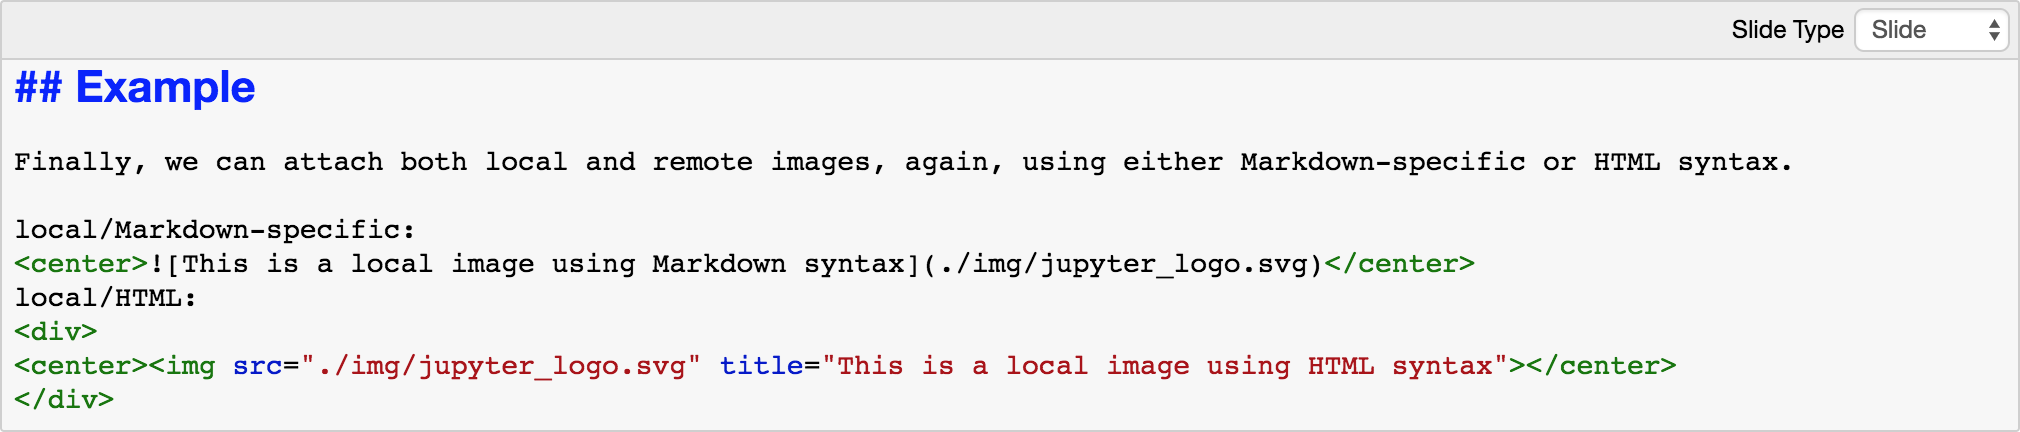 Slide Type Slide
## Example
Finally, we can attach both local and remote images, again, using either Markdown-specific or HTML syntax.
local/Markdown-specific:
<center>![This is a local image using Markdown syntax](./img/jupyter_logo.svg)</center>
local/HTML:
<div>
<center><img src="./img/jupyter_logo.svg" title="This is a local image using HTML syntax"></center>
</div>